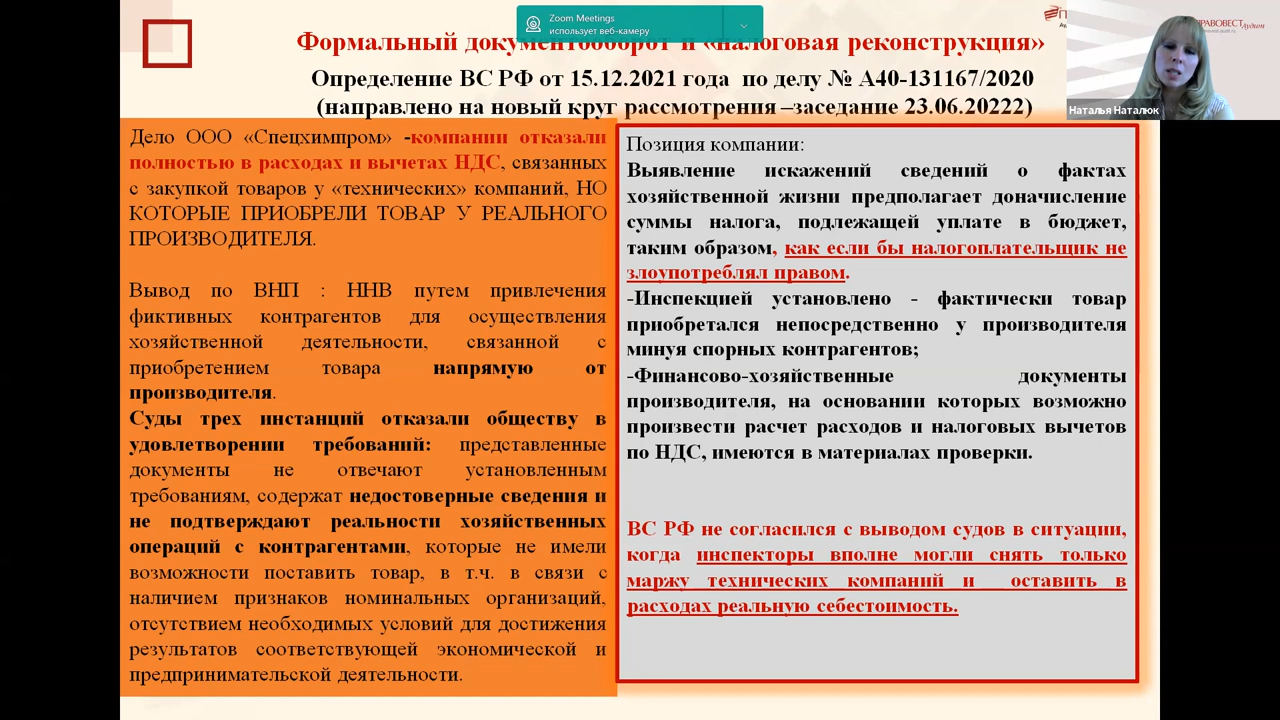 Zoom Meetings
использует веб-камеру
Формальный документооборот и «налоговая реконструкция»
Определение ВС РФ от 15.12.2021 года по делу № А40-131167/2020
(направлено на новый круг рассмотрения –заседание 23.06.20222)
ПРАВОВЕСТ
Аудит
Наталья Наталюк
Дело ООО «Спецхимпром» -компании отказали
полностью в расходах и вычетах НДС, связанных
с закупкой товаров у «технических» компаний, НО
КОТОРЫЕ ПРИОБРЕЛИ ТОВАР У РЕАЛЬНОГО
ПРОИЗВОДИТЕЛЯ.
Вывод по ВНП : ННВ путем привлечения
фиктивных контрагентов для осуществления
хозяйственной деятельности, связанной с
приобретением товара напрямую от
производителя.
Суды трех инстанций отказали обществу в
удовлетворении требований: представленные
документы не отвечают установленным
требованиям, содержат недостоверные сведения и
не подтверждают реальности хозяйственных
операций с контрагентами, которые не имели
возможности поставить товар, в т.ч. в связи с
наличием признаков номинальных организаций,
отсутствием необходимых условий для достижения
результатов соответствующей экономической и
предпринимательской деятельности.
Позиция компании:
Выявление искажений сведений о фактах
хозяйственной жизни предполагает доначисление
суммы налога, подлежащей уплате в бюджет,
таким образом, как если бы налогоплательщик не
злоупотреблял правом.
-Инспекцией установлено - фактически товар
приобретался непосредственно у производителя
минуя спорных контрагентов;
-Финансово-хозяйственные документы
производителя, на основании которых возможно
произвести расчет расходов и налоговых вычетов
по НДС, имеются в материалах проверки.
ВС РФ не согласился с выводом судов в ситуации,
когда инспекторы вполне могли снять только
маржу технических компаний и оставить в
расходах реальную себестоимость.